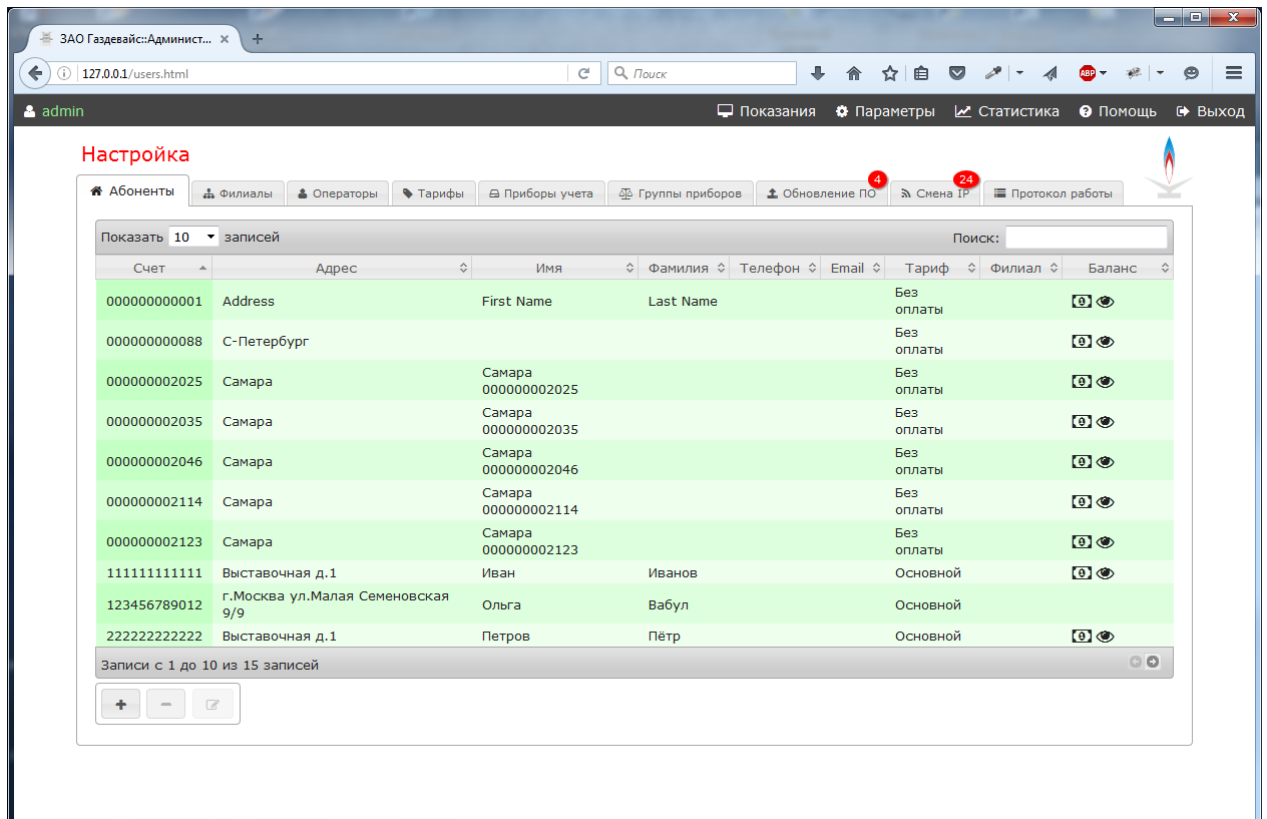 ЗАО Газдевайс::Админист...
127.0.0.1/users.html
Поиск
ABP
admin
Показания
Параметры
Статистика
Помощь
Выход
Настройка
Абоненты
Филиалы
Операторы
Тарифы
Приборы учета
Группы приборов
Обновление ПО
4
Смена IP
24
Протокол работы
Показать 10 записей
Поиск:
Счет Адрес Имя Фамилия Телефон Email Тариф Филиал Баланс
000000000001 Address First Name Last Name Без
оплаты
000000000088 С-Петербург Без
оплаты
000000002025 Самара Самара
000000002025
Без
оплаты
000000002035 Самара Самара
000000002035
Без
оплаты
000000002046 Самара Самара
000000002046
Без
оплаты
000000002114 Самара Самара
000000002114
Без
оплаты
000000002123 Самара Самара
000000002123
Без
оплаты
111111111111 Выставочная д.1 Иван Иванов Основной
123456789012 г.Москва ул.Малая Семеновская
9/9
Ольга Вабул Основной
222222222222 Выставочная д.1 Петров Пётр Основной
Записи с 1 до 10 из 15 записей